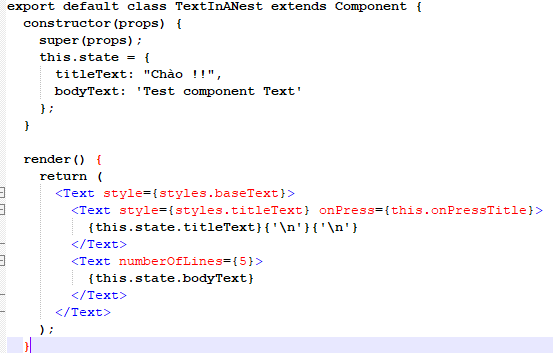 export default class TextInANest extends Component {
  constructor(props) {
    super(props);
    this.state = {
      titleText: "Chào !!",
      bodyText: 'Test component Text'
    };
  }

  render() {
    return (
      <Text style={styles.baseText}>
        <Text style={styles.titleText} onPress={this.onPressTitle}>
          {this.state.titleText}{'\n'}{'\n'}
        </Text>
        <Text numberOfLines={5}>
          {this.state.bodyText}
        </Text>
      </Text>
    );
  }